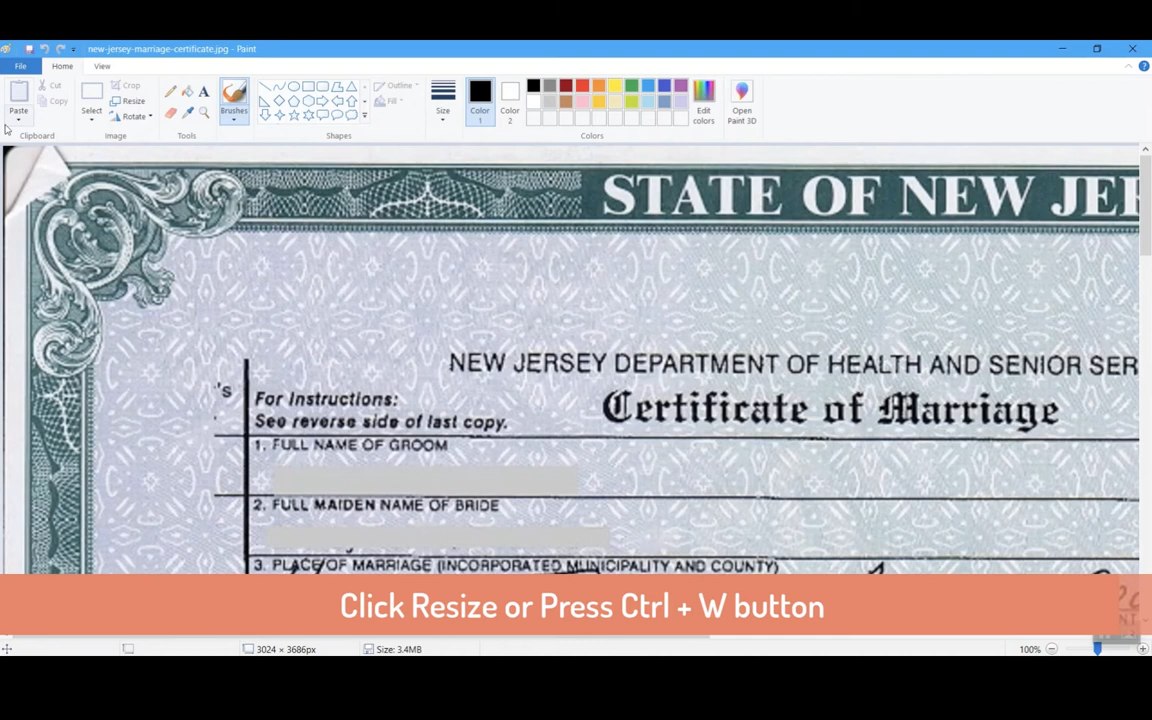 new-jersey-marriage-certificate.jpg - Paint
File Home View
Paste
Cut
Copy
Clipboard
Select
Crop
Resize
Rotate
Image
A
Tools
Brushes
Outline
Fill
Shapes
Size
Color 1
Color 2
Edit colors
Open Paint 3D
Colors
STATE OF NEW JER
NEW JERSEY DEPARTMENT OF HEALTH AND SENIOR SER
's
For Instructions:
See reverse side of last copy.
Certificate of Marriage
1. FULL NAME OF GROOM
2. FULL MAIDEN NAME OF BRIDE
3. PLACE OF MARRIAGE (INCORPORATED MUNICIPALITY AND COUNTY)
Click Resize or Press Ctrl + W button
3024 × 3686px
Size: 3.4MB
100%